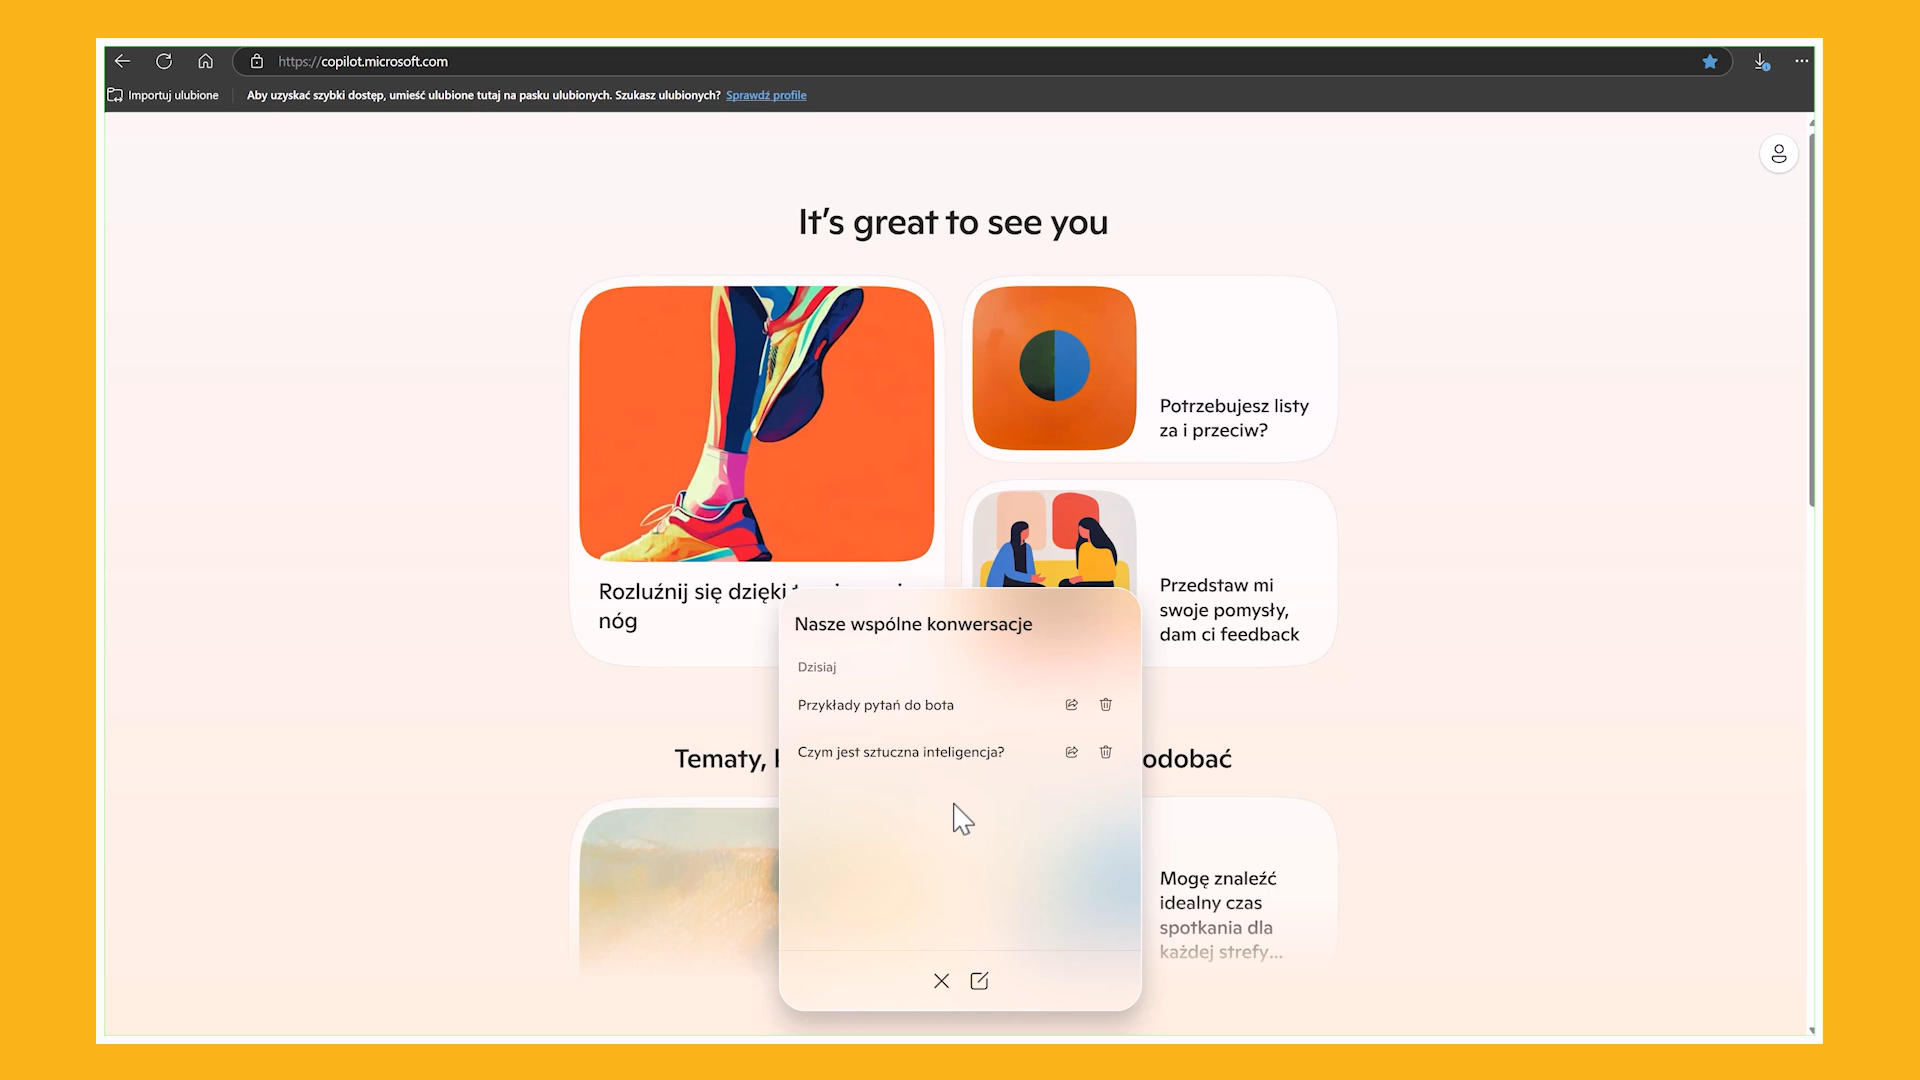 https://copilot.microsoft.com
Importuj ulubione
Aby uzyskać szybki dostęp, umieść ulubione tutaj na pasku ulubionych. Szukasz ulubionych? Sprawdź profile
It's great to see you
Rozluźnij się dzięki
nóg
Potrzebujesz listy
za i przeciw?
Przedstaw mi
swoje pomysły,
dam ci feedback
Nasze wspólne konwersacje
Dzisiaj
Przykłady pytań do bota
Czym jest sztuczna inteligencja?
Tematy,
odobać
Mogę znaleźć
idealny czas
spotkania dla
każdej strefy...